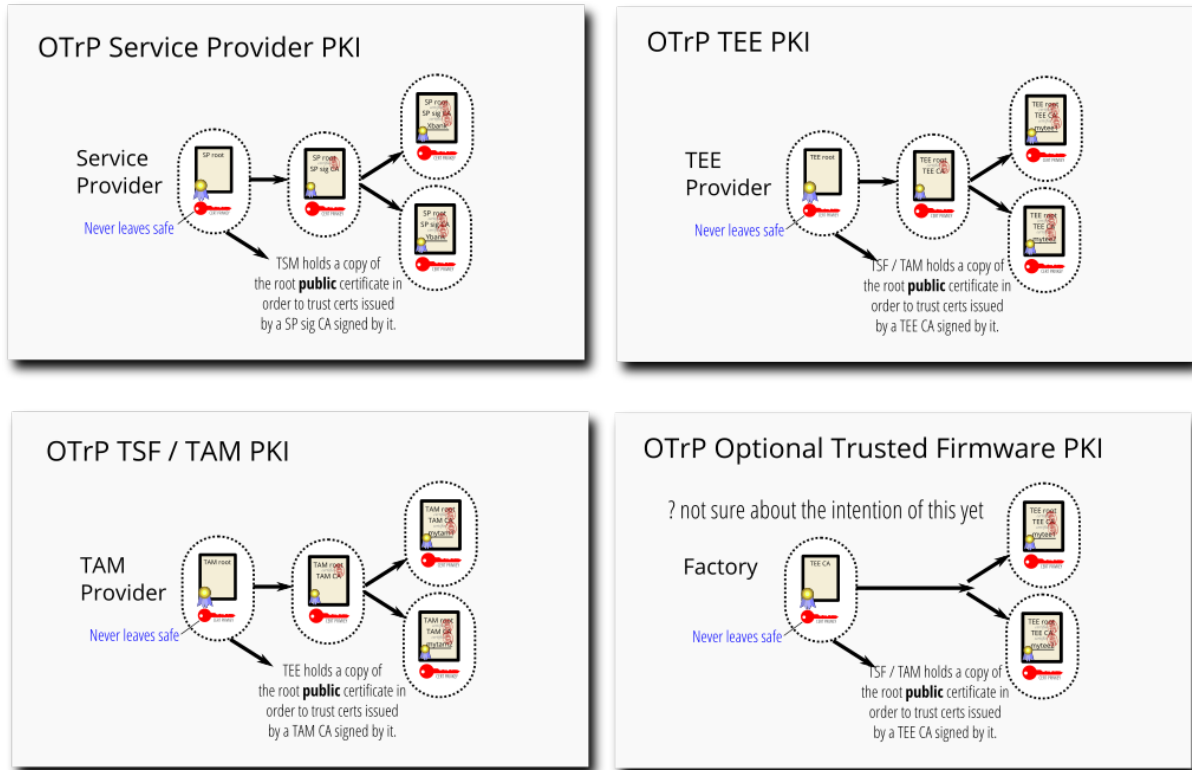 OTrP Service Provider PKI
Service
Provider
SP root
SP root
SP sig CA
SP root
SP sig CA
Xbank
SP root
SP sig CA
Ybank
Never leaves safe
TSM holds a copy of
the root public certificate in
order to trust certs issued
by a SP sig CA signed by it.
OTrP TEE PKI
TEE
Provider
TEE root
TEE root
TEE CA
TEE root
TEE CA
mytee1
TEE root
TEE CA
mytee2
Never leaves safe
TSF / TAM holds a copy of
the root public certificate in
order to trust certs issued
by a TEE CA signed by it.
OTrP TSF / TAM PKI
TAM
Provider
TAM root
TAM root
TAM CA
TAM root
TAM CA
mytam1
TAM root
TAM CA
mytam2
Never leaves safe
TEE holds a copy of
the root public certificate in
order to trust certs issued
by a TAM CA signed by it.
OTrP Optional Trusted Firmware PKI
? not sure about the intention of this yet
Factory
TEE CA
TEE root
TEE CA
mytee1
TEE root
TEE CA
mytee2
Never leaves safe
TSF / TAM holds a copy of
the root public certificate in
order to trust certs issued
by a TEE CA signed by it.